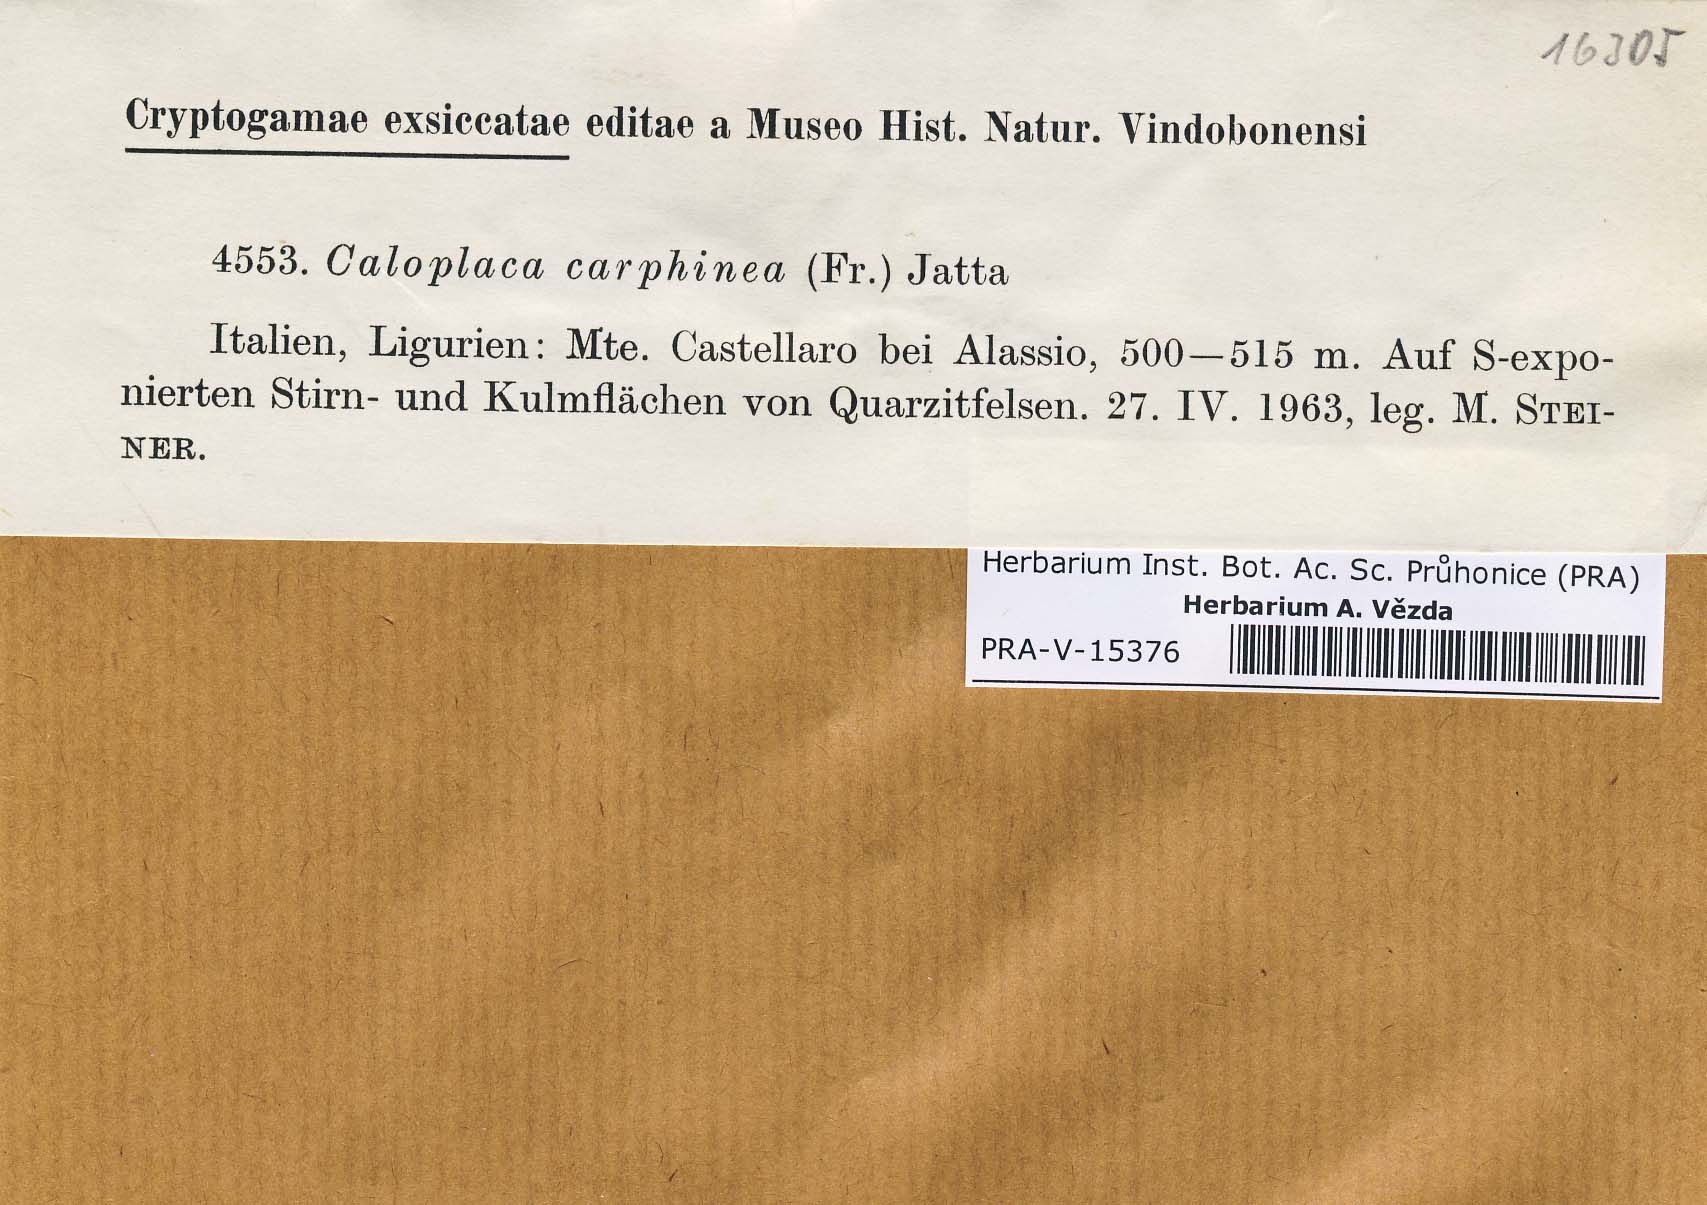 16305
Cryptogamae exsiccatae editae a Museo Hist. Natur. Vindobonensi
4553. Caloplaca carphinea (Fr.) Jatta
Italien, Ligurien: Mte. Castellaro bei Alassio, 500—515 m. Auf S-expo-
nierten Stirn- und Kulmflächen von Quarzitfelsen. 27. IV. 1963, leg. M. STEI-
NER.
Herbarium Inst. Bot. Ac. Sc. Průhonice (PRA)
Herbarium A. Vězda
PRA-V-15376